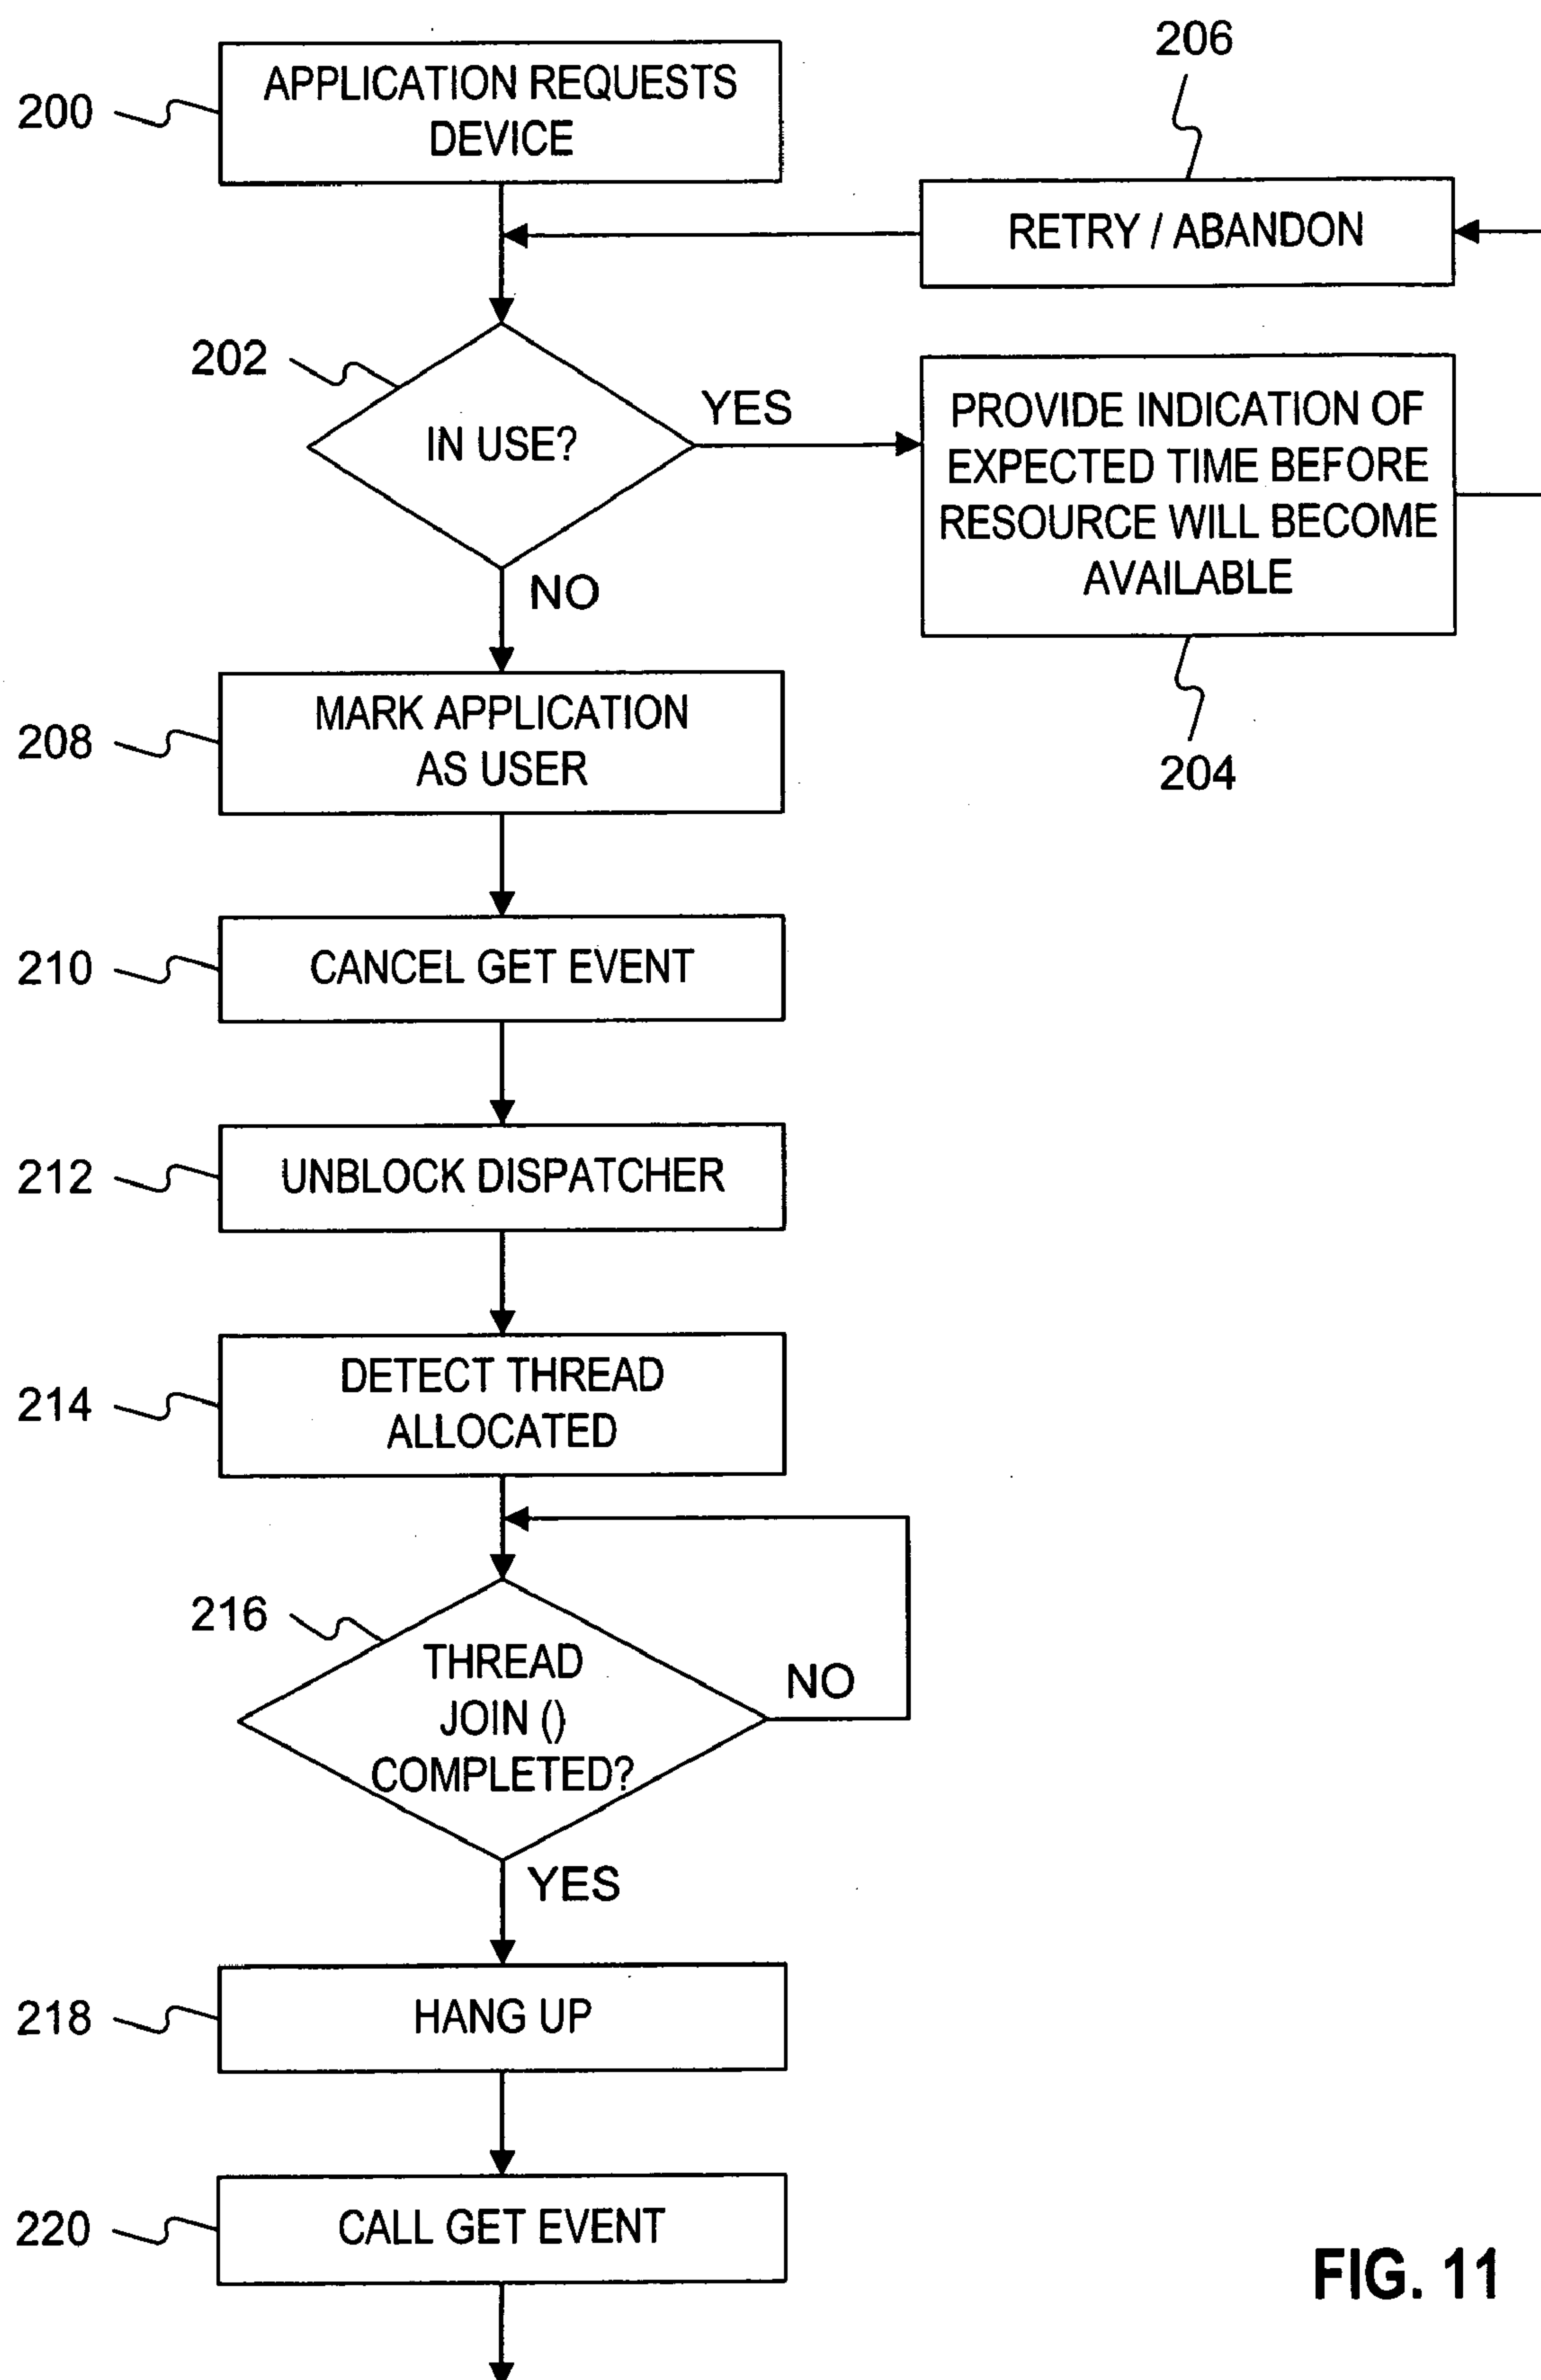 206
200
APPLICATION REQUESTS
DEVICE
RETRY / ABANDON
202
IN USE?
YES
PROVIDE INDICATION OF
EXPECTED TIME BEFORE
RESOURCE WILL BECOME
AVAILABLE
NO
204
208
MARK APPLICATION
AS USER
210
CANCEL GET EVENT
212
UNBLOCK DISPATCHER
214
DETECT THREAD
ALLOCATED
216
THREAD
JOIN ()
COMPLETED?
NO
YES
218
HANG UP
220
CALL GET EVENT
FIG. 11